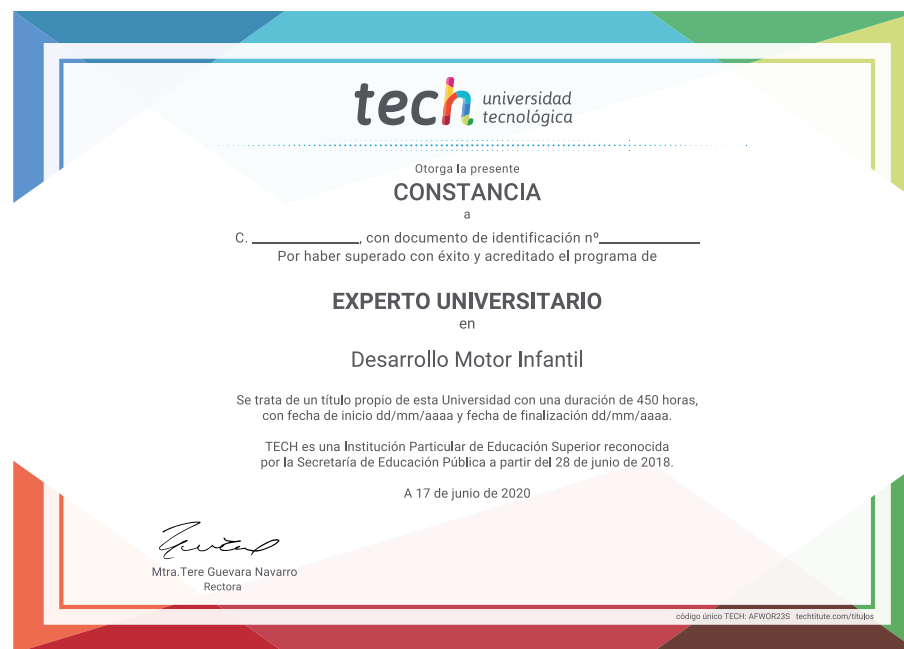 tech universidad
tecnológica
Otorga la presente
CONSTANCIA
a
C. ______________, con documento de identificación nº______________
Por haber superado con éxito y acreditado el programa de
EXPERTO UNIVERSITARIO
en
Desarrollo Motor Infantil
Se trata de un título propio de esta Universidad con una duración de 450 horas,
con fecha de inicio dd/mm/aaaa y fecha de finalización dd/mm/aaaa.
TECH es una Institución Particular de Educación Superior reconocida
por la Secretaría de Educación Pública a partir del 28 de junio de 2018.
A 17 de junio de 2020
Mtra.Tere Guevara Navarro
Rectora
código único TECH: AFWOR23S techtitute.com/titulos